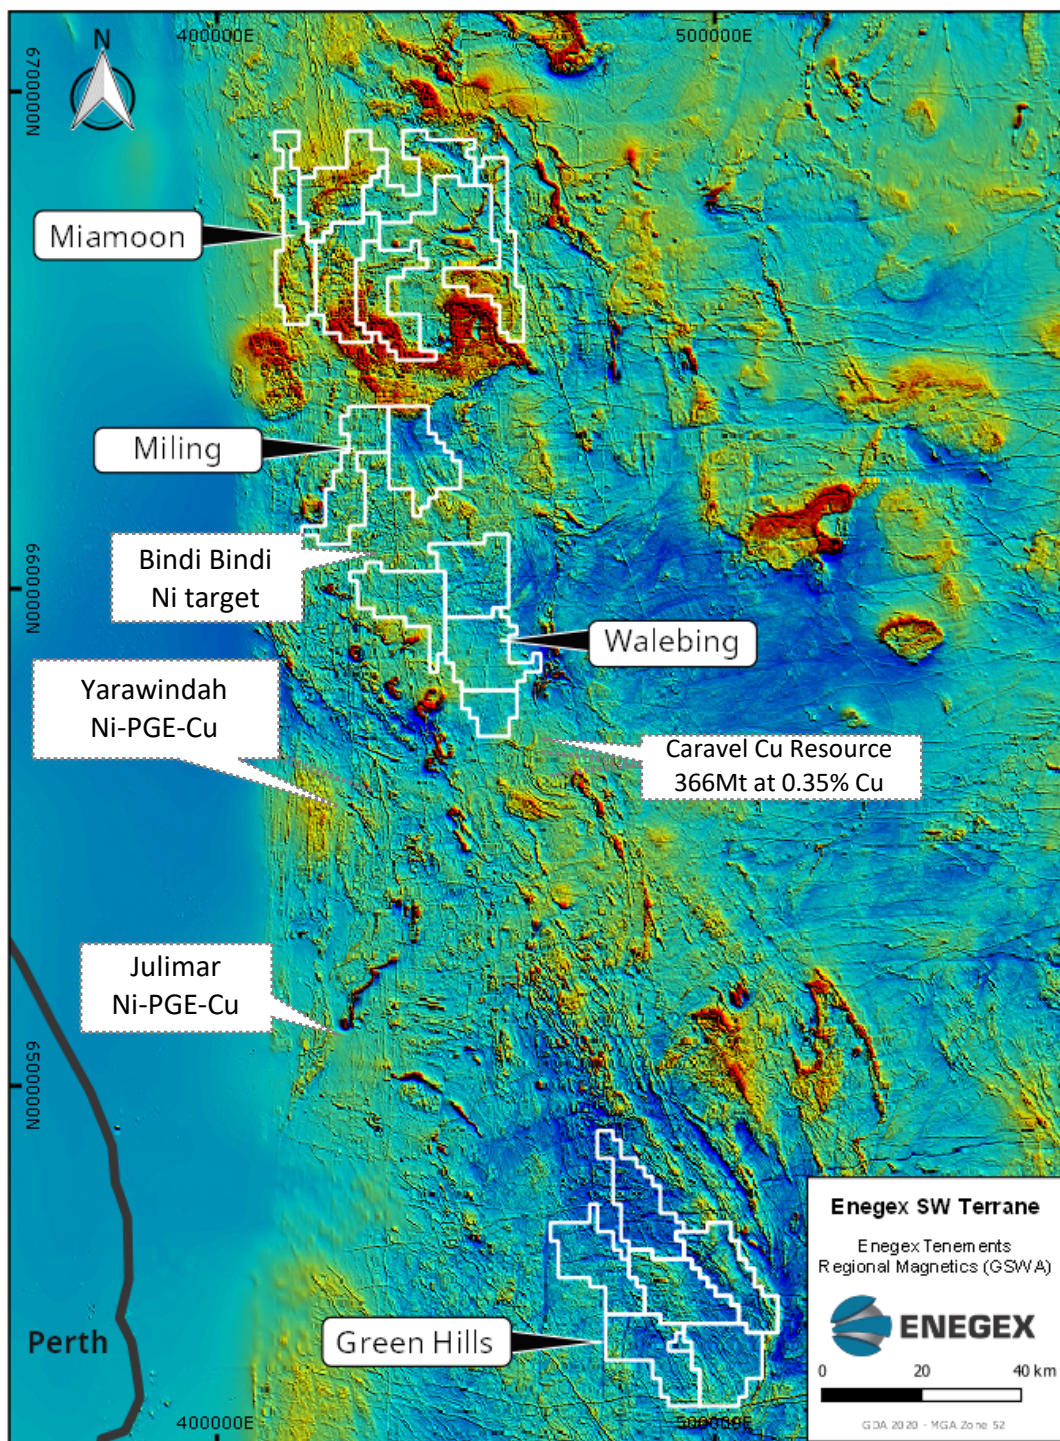 400000E
500000E
N
6700000N
Miamoon
Miling
Bindi Bindi
Ni target
6600000N
Walebing
Yarawindah
Ni-PGE-Cu
Caravel Cu Resource
366Mt at 0.35% Cu
Julimar
Ni-PGE-Cu
6500000N
Enegex SW Terrane
Enegex Tenements
Regional Magnetics (GSWA)
ENEGEX
0 20 40 km
GDA 2020 - MGA Zone 52
Perth
Green Hills
400000E
500000E